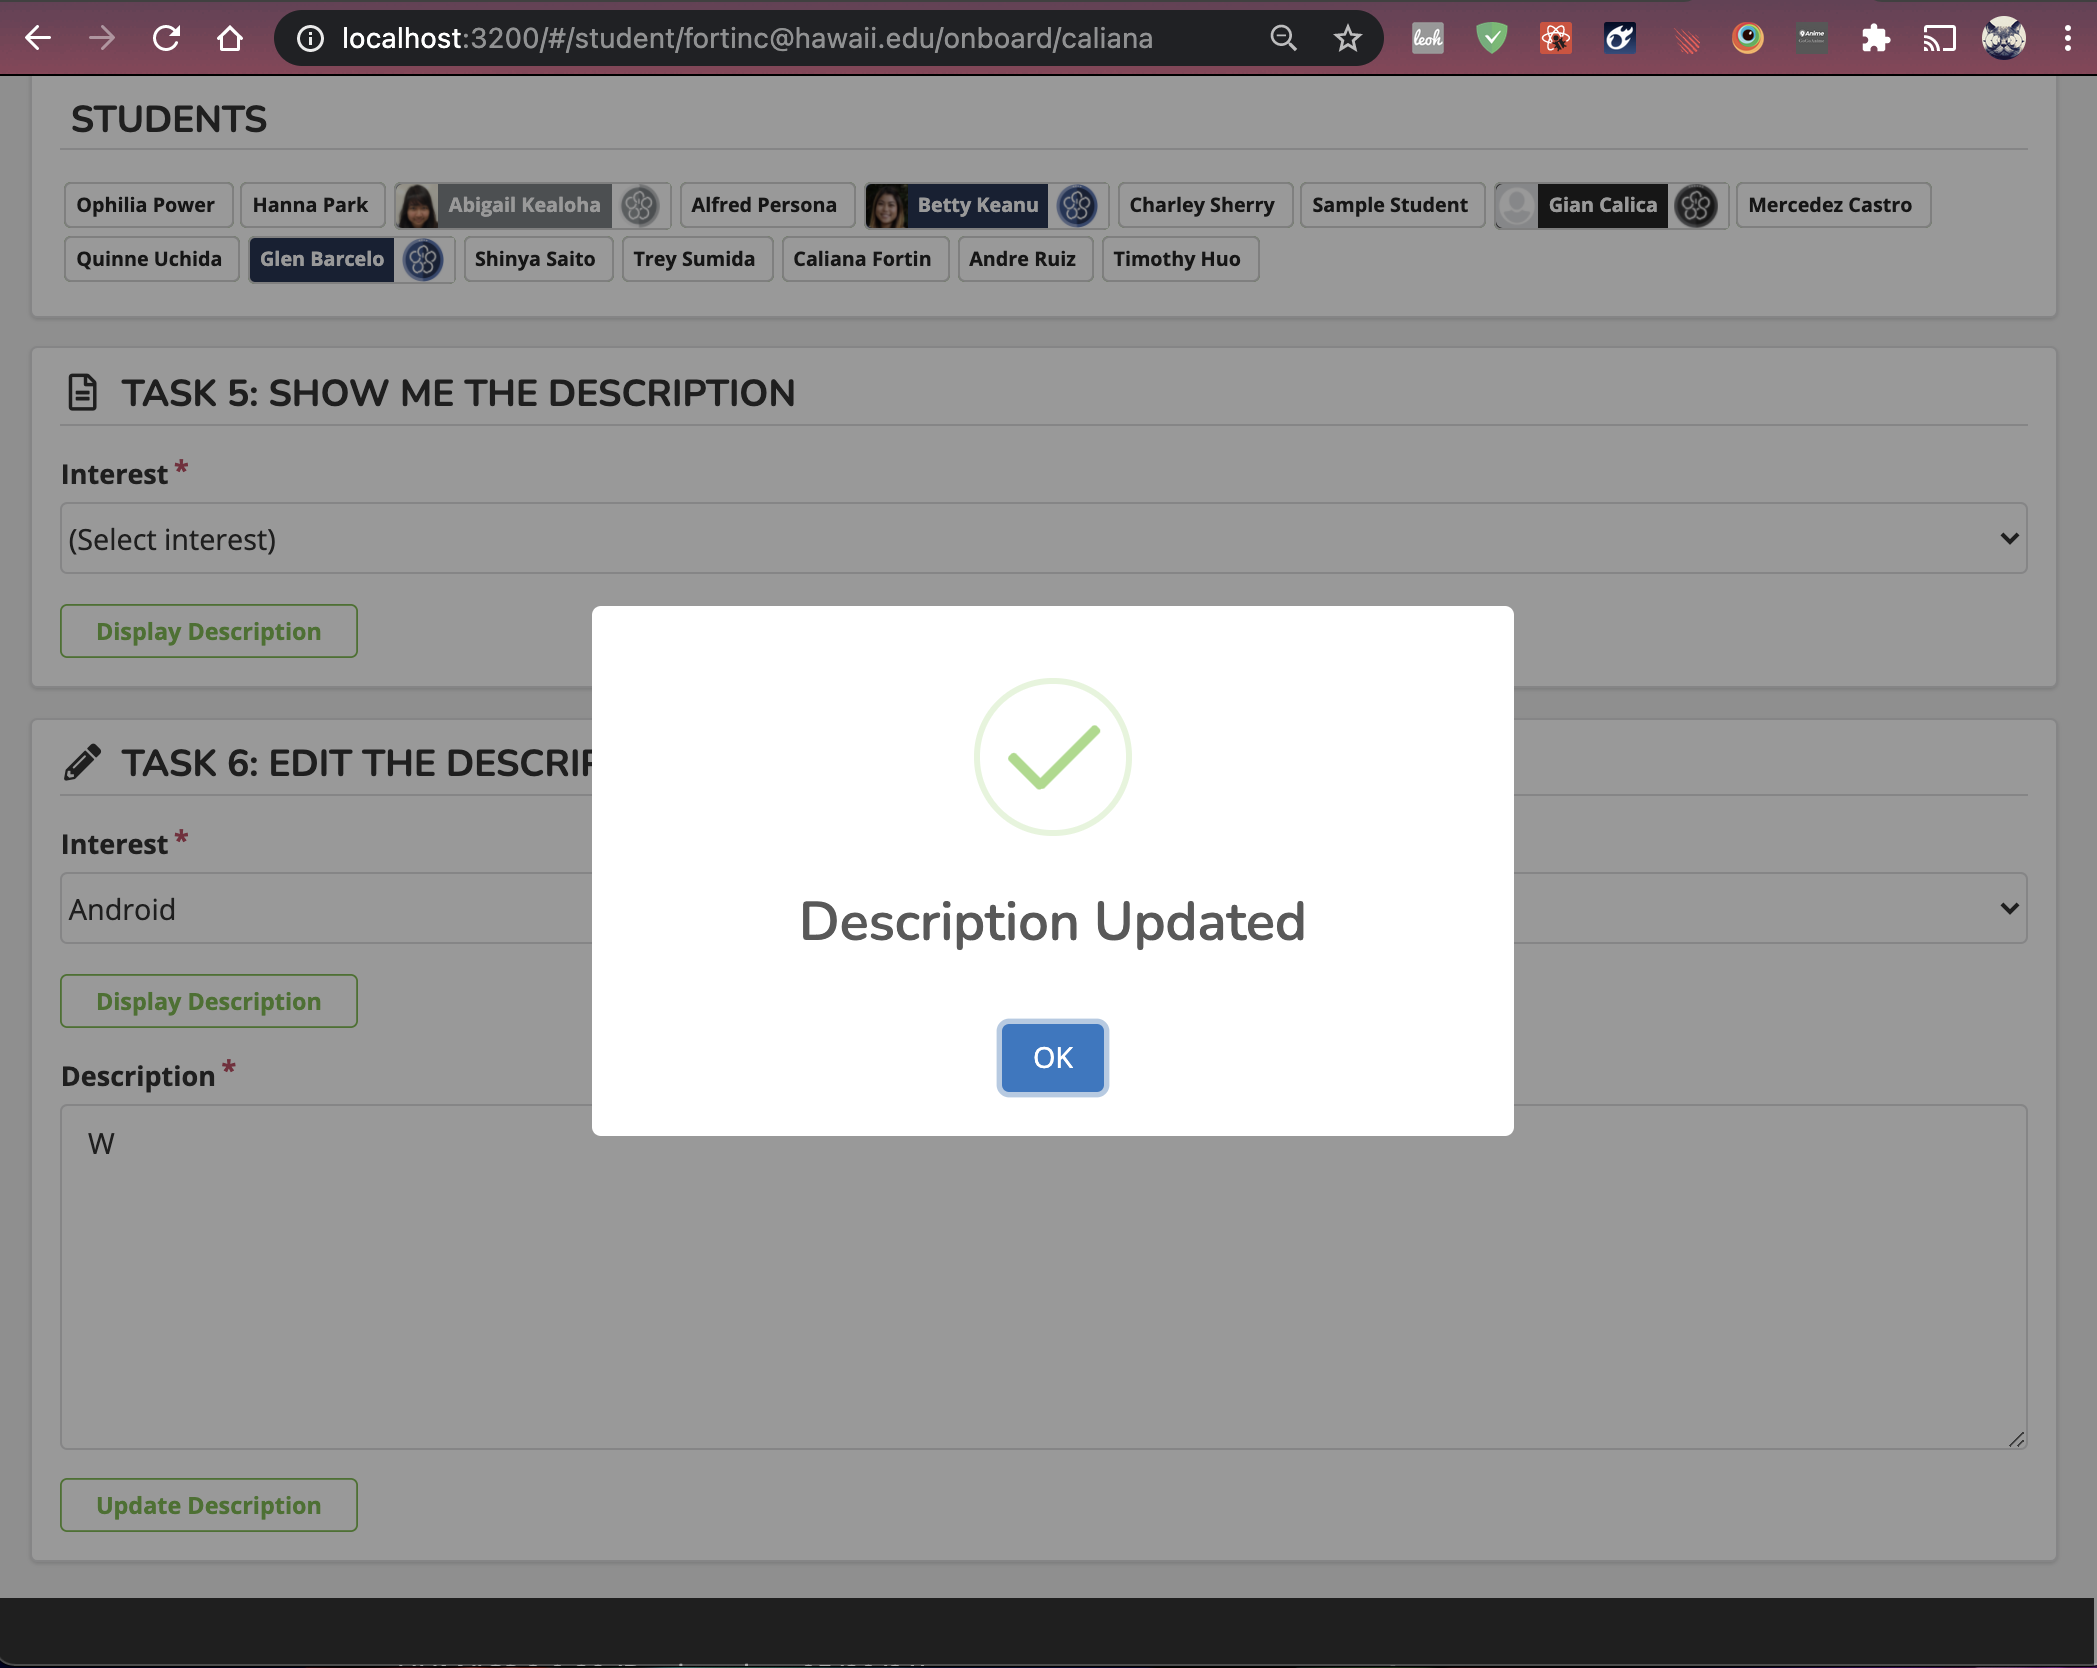 localhost:3200/#/student/fortinc@hawaii.edu/onboard/caliana
leoh
Anime
STUDENTS
Ophilia Power Hanna Park Abigail Kealoha Alfred Persona Betty Keanu Charley Sherry Sample Student Gian Calica Mercedez Castro
Quinne Uchida Glen Barcelo Shinya Saito Trey Sumida Caliana Fortin Andre Ruiz Timothy Huo
TASK 5: SHOW ME THE DESCRIPTION
Interest *
(Select interest)
Display Description
TASK 6: EDIT THE DESCRIP
Interest *
Android
Display Description
Description *
W
Update Description
Description Updated
OK